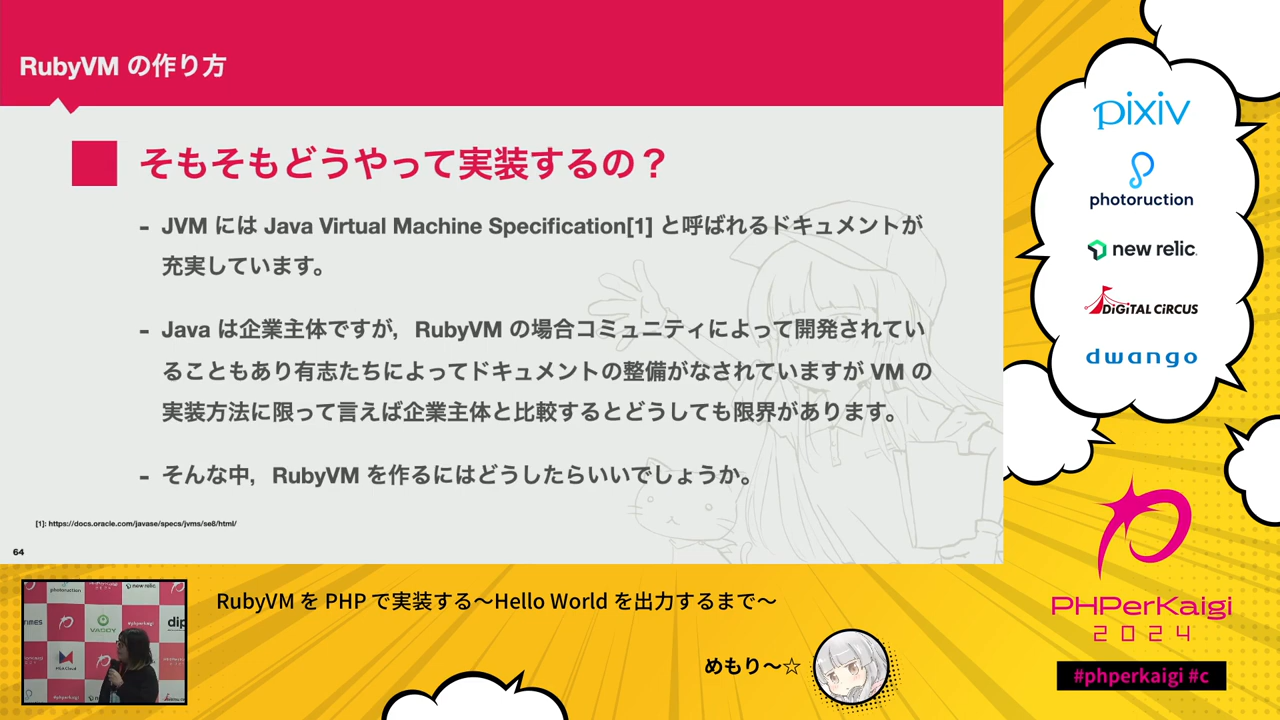 RubyVM の作り方
そもそもどうやって実装するの？
- JVM には Java Virtual Machine Specification[1] と呼ばれるドキュメントが
充実しています。
- Java は企業主体ですが，RubyVM の場合コミュニティによって開発されてい
ることもあり有志たちによってドキュメントの整備がなされていますが VM の
実装方法に限って言えば企業主体と比較するとどうしても限界があります。
- そんな中，RubyVM を作るにはどうしたらいいでしょうか。
[1]: https://docs.oracle.com/javase/specs/jvms/se8/html/
64
pixiv
photoruction
new relic
DiGiTAL CiRCUS
dwango
PHPerKaigi
2024
#phperkaigi #c
RubyVM を PHP で実装する〜Hello World を出力するまで〜
めもり〜☆
photoruction
new relic
VADDY
dip
#phperkaigi